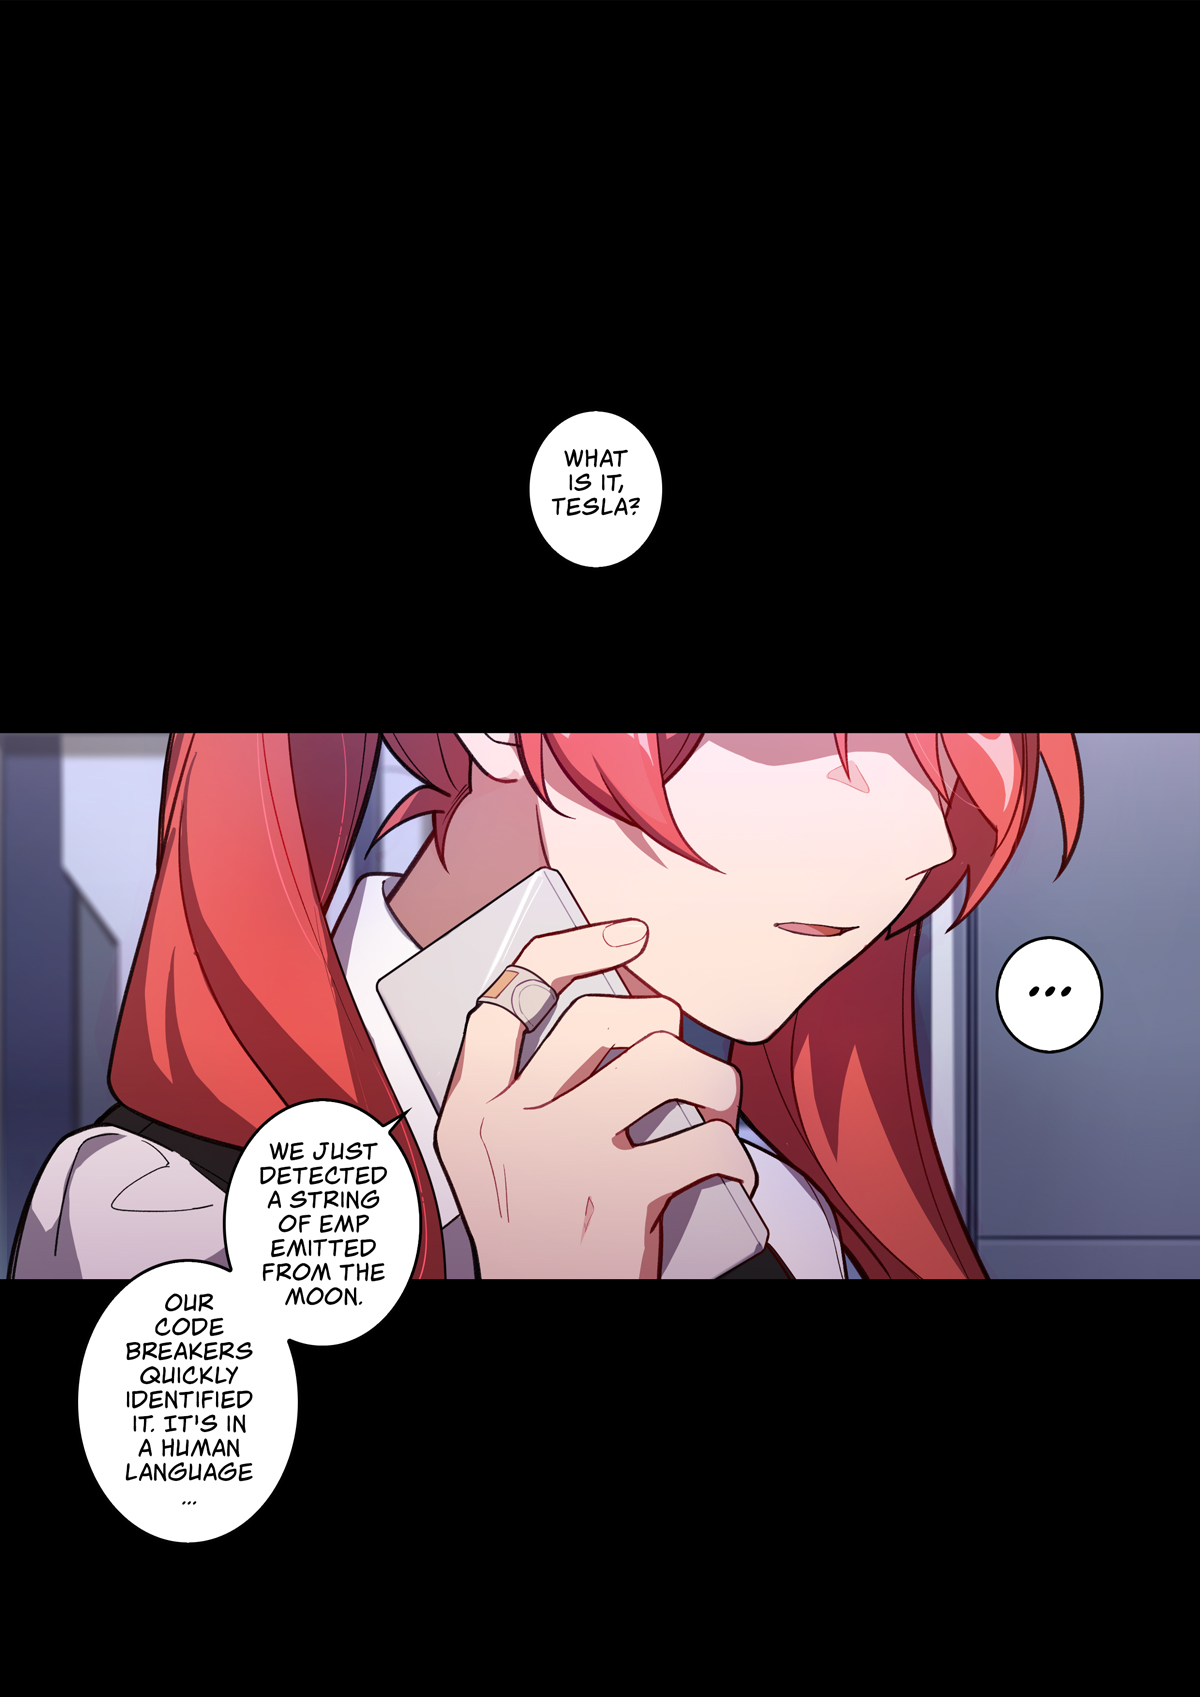 WHAT
IS IT,
TESLA?
...
WE JUST
DETECTED
A STRING
OF EMP
EMITTED
FROM THE
MOON.
OUR
CODE
BREAKERS
QUICKLY
IDENTIFIED
IT. IT'S IN
A HUMAN
LANGUAGE
...